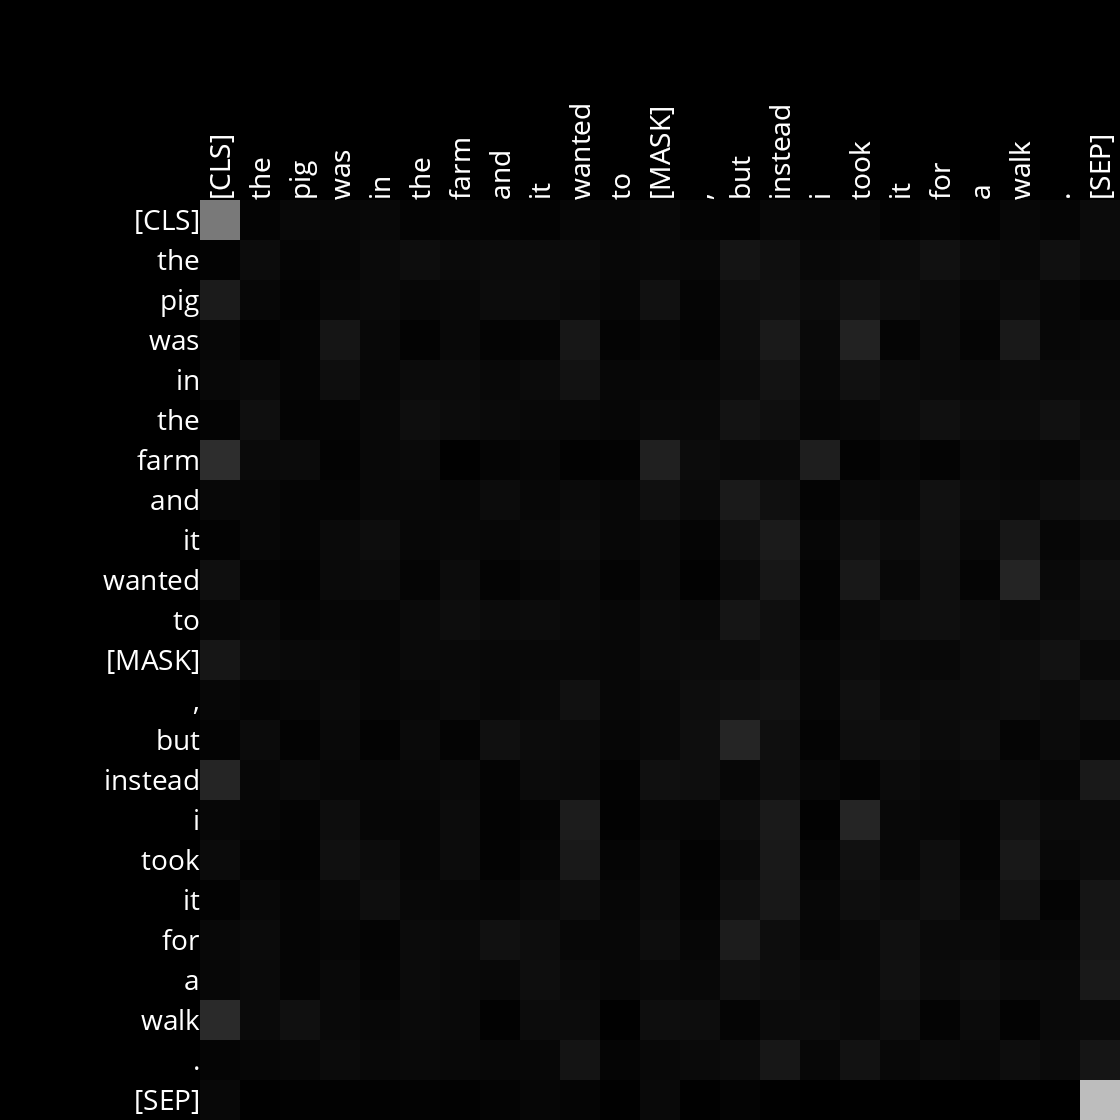 [CLS] the pig was in the farm and it wanted to [MASK] , but instead i took it for a walk . [SEP]
[CLS]
the
pig
was
in
the
farm
and
it
wanted
to
[MASK]
,
but
instead
i
took
it
for
a
walk
.
[SEP]